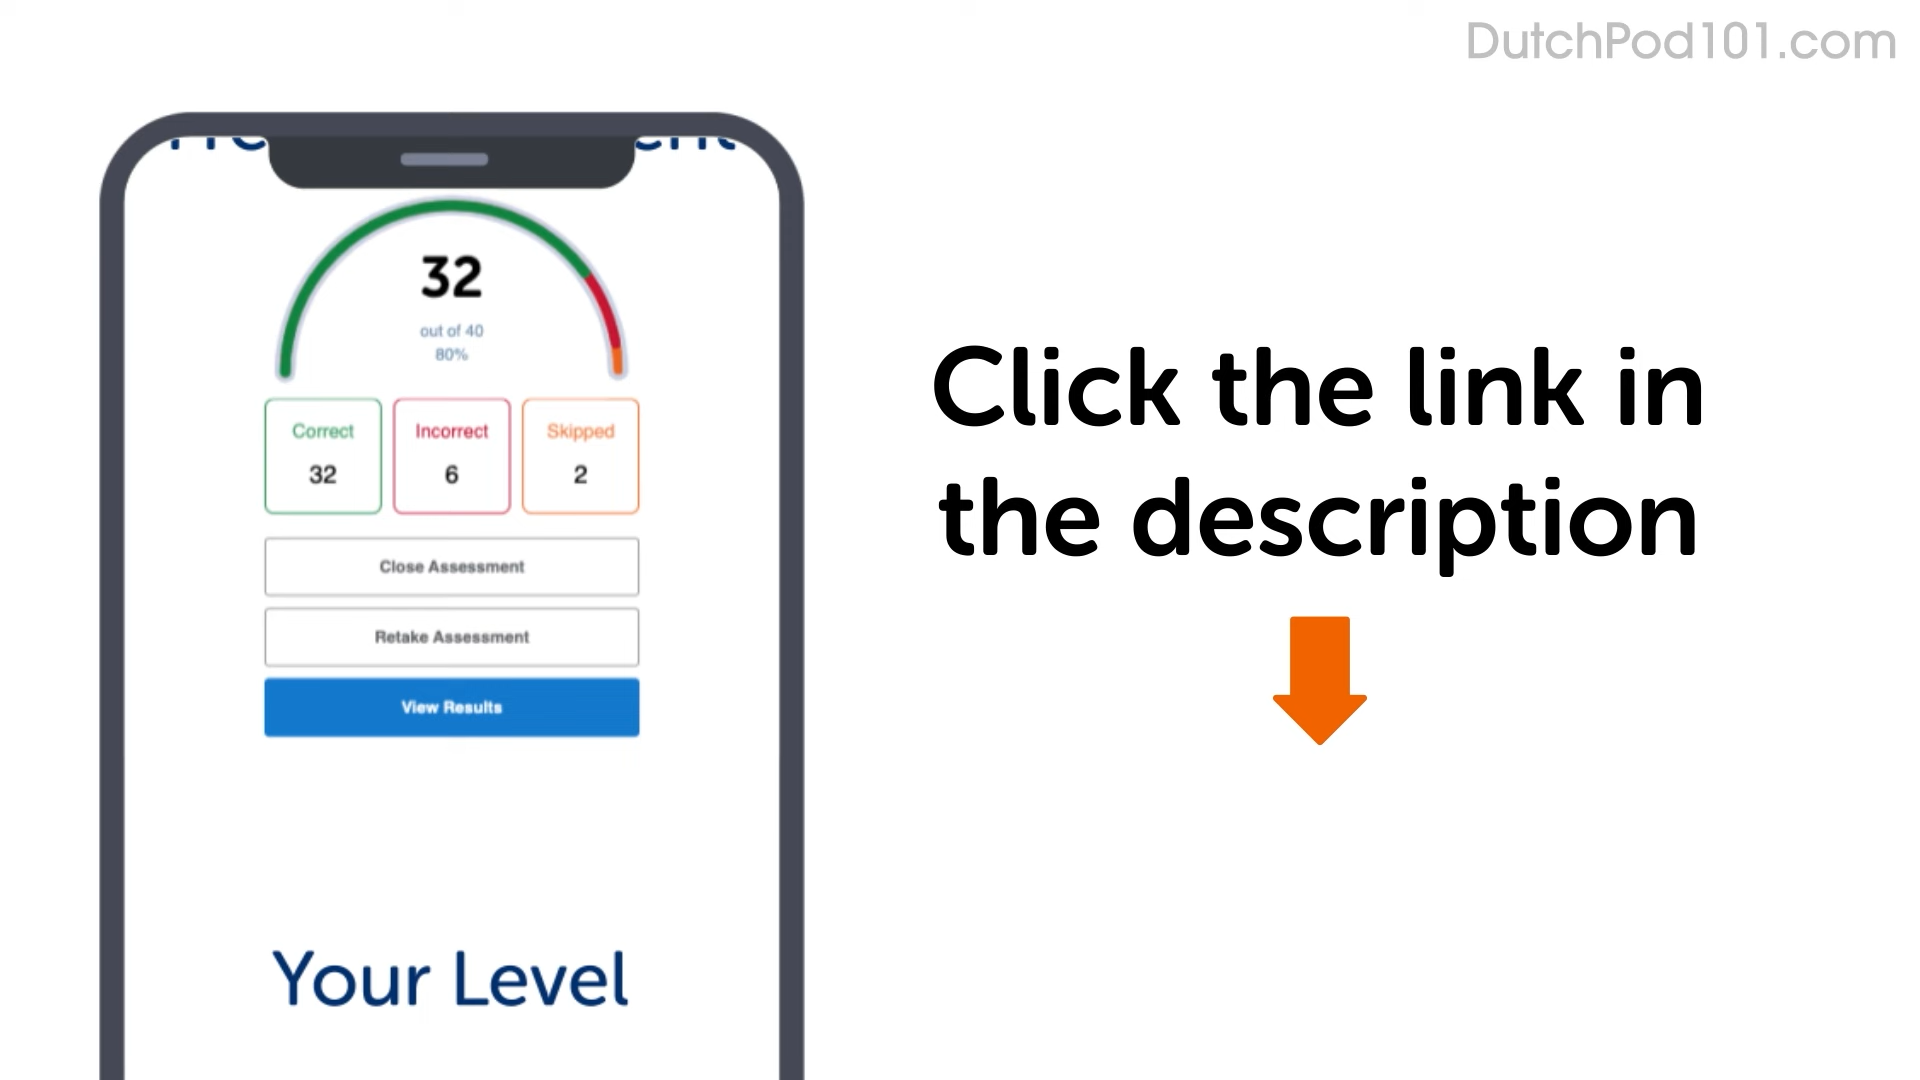 DutchPod101.com
32
out of 40
80%
Correct
32
Incorrect
6
Skipped
2
Close Assessment
Retake Assessment
View Results
Your Level
Click the link in
the description